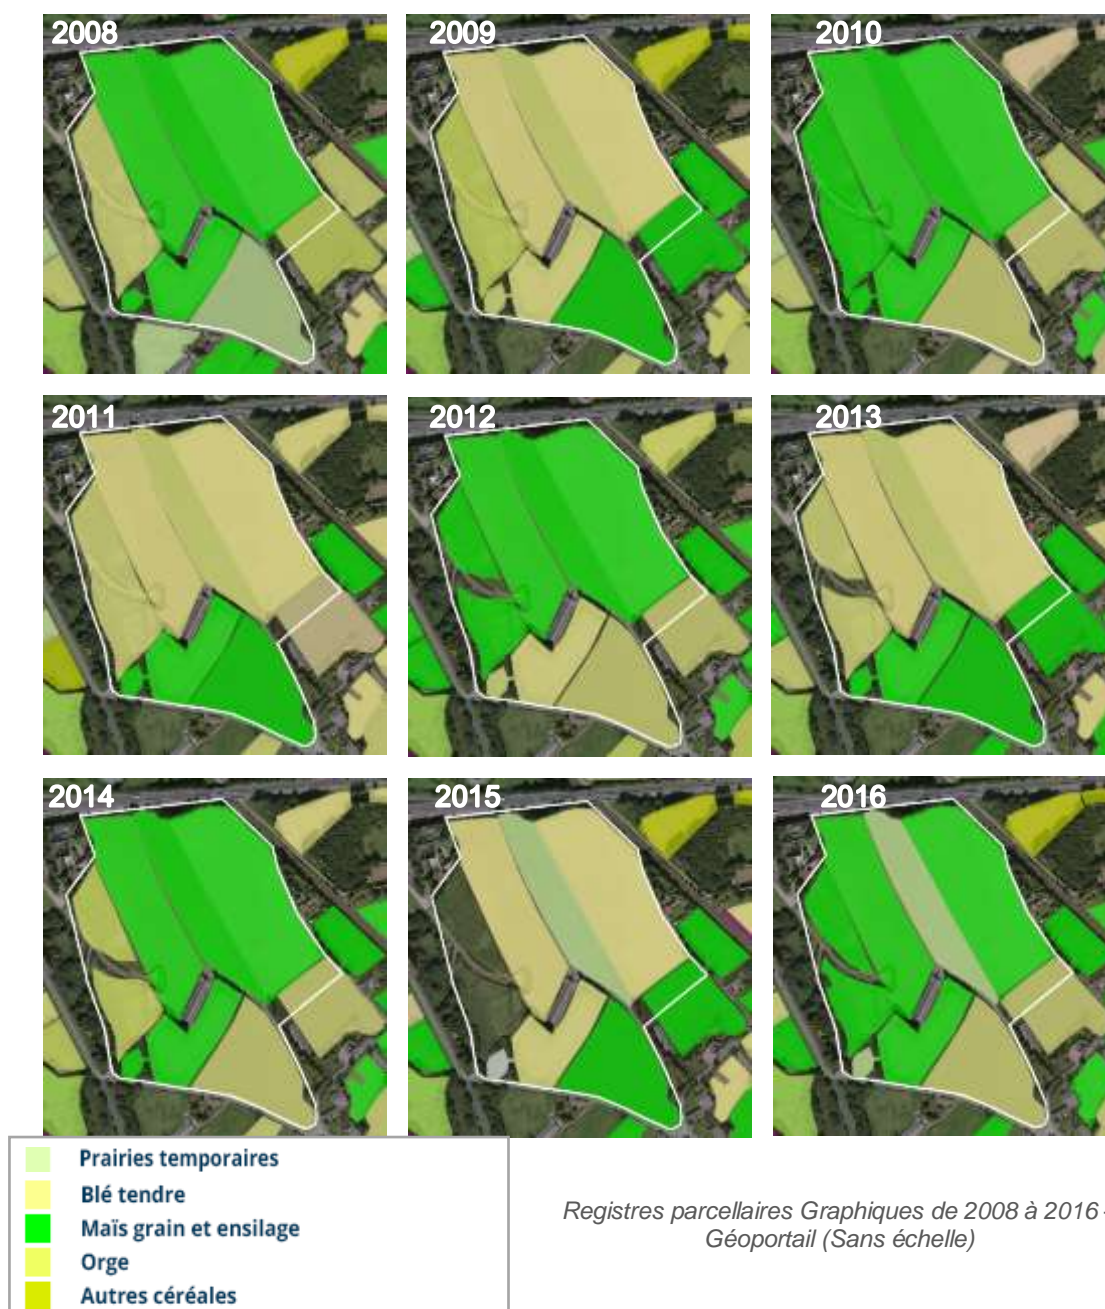 2008
2009
2010
2011
2012
2013
2014
2015
2016
Prairies temporaires
Blé tendre
Maïs grain et ensilage
Orge
Autres céréales
Registres parcellaires Graphiques de 2008 à 2016 -
Géoportail (Sans échelle)